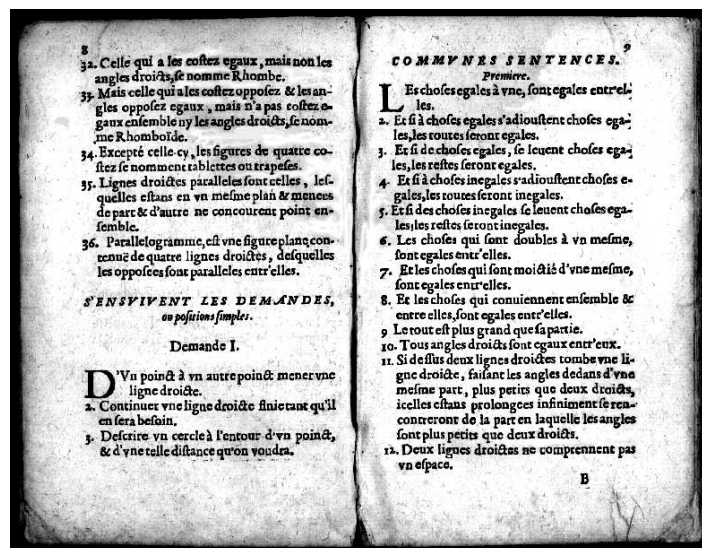 8
32. Celle qui a les costez egaux, mais non les
angles droicts, se nomme Rhombe.
33. Mais celle qui a les costez opposez & les an-
gles opposez egaux, mais n'a pas costez e-
gaux ensemble ny les angles droicts, se nom-
me Rhomboïde.
34. Excepté celle-cy, les figures de quatre co-
stez se nomment tablettes ou trapeses.
35. Lignes droictes paralleles sont celles, les-
quelles estans en vn mesme plan & menees
de part & d'autre ne concourent point en-
semble.
36. Parallelogramme, est vne figure plane, con-
tenuë de quatre lignes droictes, desquelles
les opposees sont paralleles entr'elles.
S'ENSVIVENT LES DEMANDES,
ou positions simples.
Demande I.
D'Vn poinct à vn autre poinct mener vne
ligne droicte.
2. Continuer vne ligne droicte finie tant qu'il
en sera besoin.
3. Descrire vn cercle à l'entour d'vn poinct,
& d'vne telle distance qu'on voudra.
9
COMMVNES SENTENCES.
Premiere.
LEs choses egales à vne, sont egales entr'el-
les.
2. Et si à choses egales s'adioustent choses ega-
les, les toutes seront egales.
3. Et si de choses egales, se leuent choses ega-
les, les restes seront egales.
4. Et si à choses inegales s'adioustent choses e-
gales, les toutes seront inegales.
5. Et si des choses inegales se leuent choses ega-
les, les restes seront inegales.
6. Les choses qui sont doubles à vn mesme,
sont egales entr'elles.
7. Et les choses qui sont moictié d'vne mesme,
sont egales entr'elles.
8. Et les choses qui conuiennent ensemble &
entre elles, sont egales entr'elles.
9 Le tout est plus grand que sa partie.
10. Tous angles droicts sont egaux entr'eux.
11. Si dessus deux lignes droictes tombe vne li-
gne droicte, faisant les angles dedans d'vne
mesme part, plus petits que deux droicts,
icelles estans prolongees infiniment se ren-
contreront de la part en laquelle les angles
sont plus petits que deux droicts.
12. Deux lignes droictes ne comprennent pas
vn espace.
B